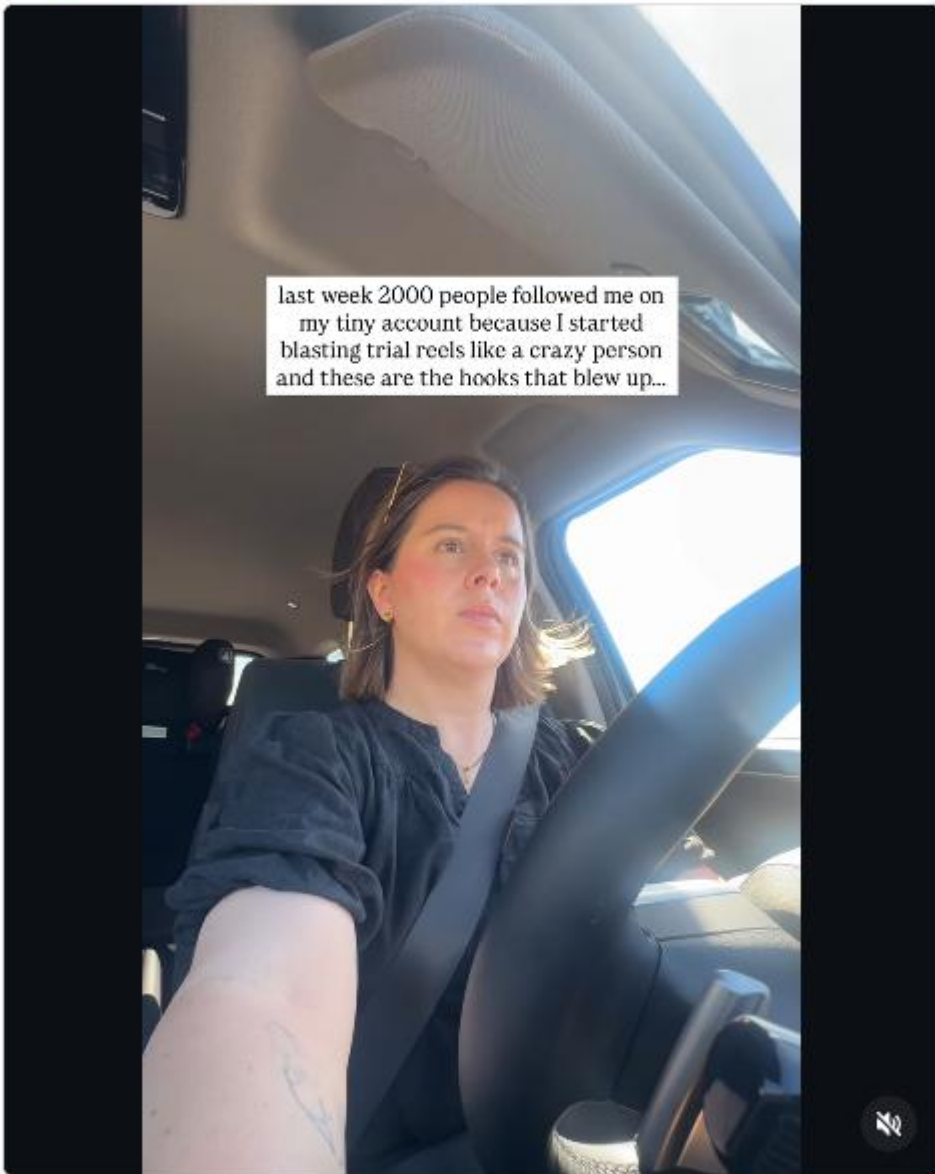 last week 2000 people followed me on
my tiny account because I started
blasting trial reels like a crazy person
and these are the hooks that blew up...